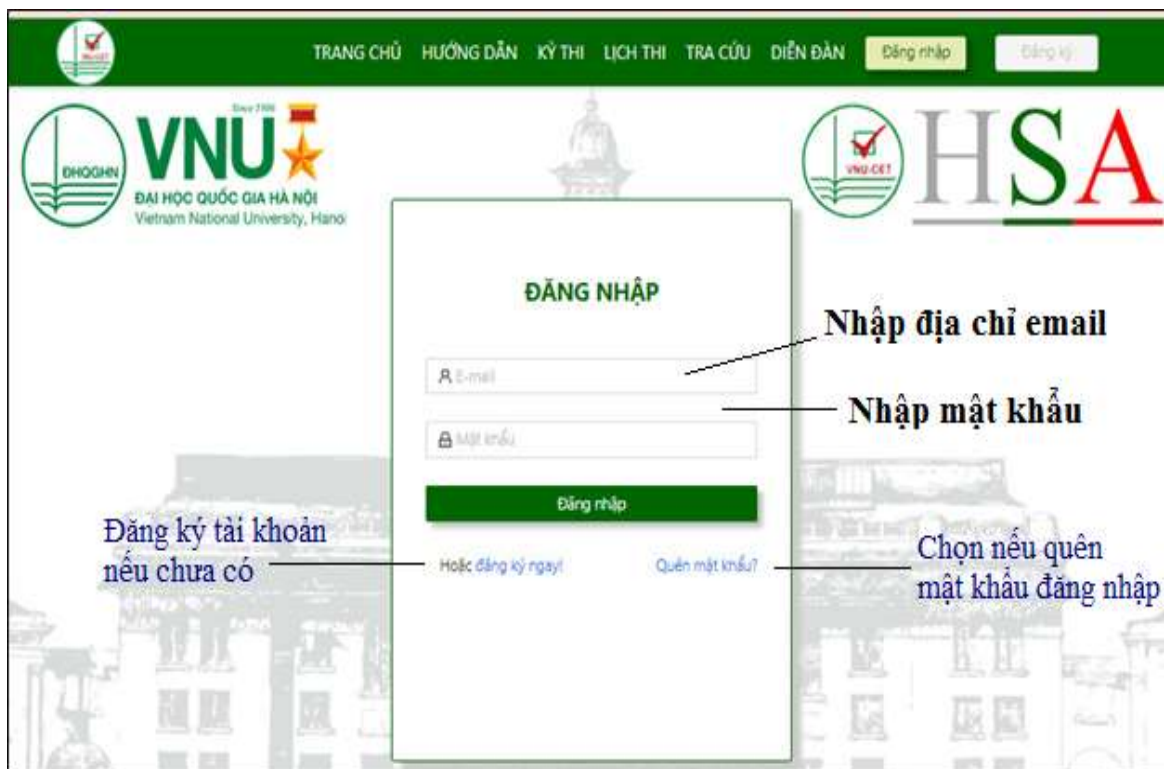 TRANG CHỦ HƯỚNG DẪN KỲ THI LỊCH THI TRA CỨU DIỄN ĐÀN Đăng nhập Đăng ký
ĐHQGHN
VNU
ĐẠI HỌC QUỐC GIA HÀ NỘI
Vietnam National University, Hanoi
VNU-CET
HSA
ĐĂNG NHẬP
Nhập địa chỉ email
E-mail
Nhập mật khẩu
Mật khẩu
Đăng nhập
Đăng ký tài khoản
nếu chưa có
Hoặc đăng ký ngay!
Quên mật khẩu?
Chọn nếu quên
mật khẩu đăng nhập